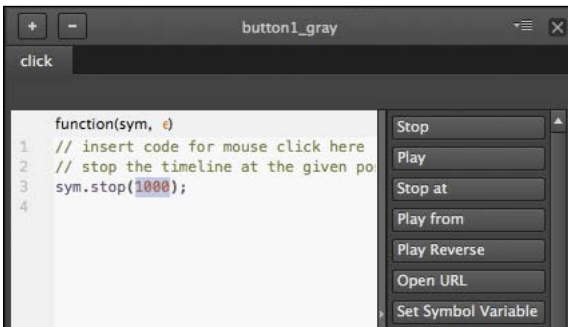 + - button1_gray
click
function(sym, e)
1 // insert code for mouse click here
2 // stop the timeline at the given po
3 sym.stop(1000);
4
Stop
Play
Stop at
Play from
Play Reverse
Open URL
Set Symbol Variable